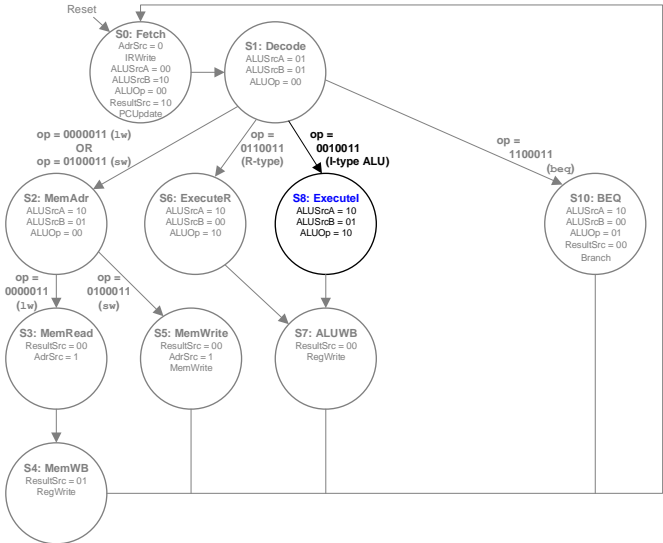 Reset
S0: Fetch
AdrSrc = 0
IRWrite
ALUSrcA = 00
ALUSrcB =10
ALUOp = 00
ResultSrc = 10
PCUpdate
S1: Decode
ALUSrcA = 01
ALUSrcB = 01
ALUOp = 00
op = 0000011 (lw)
OR
op = 0100011 (sw)
op =
0110011
(R-type)
op =
0010011
(I-type ALU)
op =
1100011
(beq)
S2: MemAdr
ALUSrcA = 10
ALUSrcB = 01
ALUOp = 00
S6: ExecuteR
ALUSrcA = 10
ALUSrcB = 00
ALUOp = 10
S8: ExecuteI
ALUSrcA = 10
ALUSrcB = 01
ALUOp = 10
S10: BEQ
ALUSrcA = 10
ALUSrcB = 00
ALUOp = 01
ResultSrc = 00
Branch
op =
0000011
(lw)
op =
0100011
(sw)
S3: MemRead
ResultSrc = 00
AdrSrc = 1
S5: MemWrite
ResultSrc = 00
AdrSrc = 1
MemWrite
S7: ALUWB
ResultSrc = 00
RegWrite
S4: MemWB
ResultSrc = 01
RegWrite